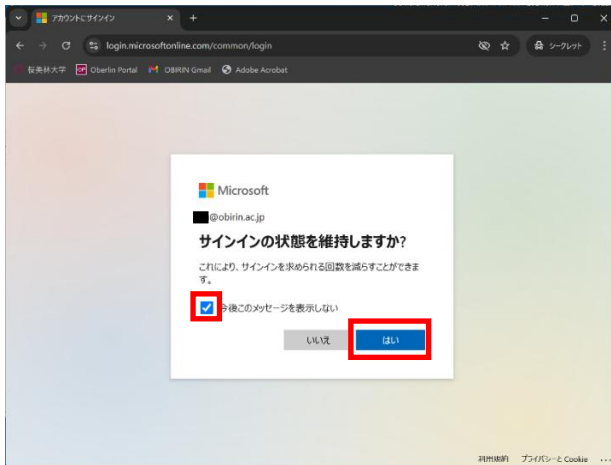 アカウントにサインイン
login.microsoftonline.com/common/login
シークレット
桜美林大学 OP Oberlin Portal OBIRIN Gmail Adobe Acrobat
Microsoft
@obirin.ac.jp
サインインの状態を維持しますか?
これにより、サインインを求められる回数を減らすことができま
す。
今後このメッセージを表示しない
いいえ はい
利用規約 プライバシーと Cookie ...